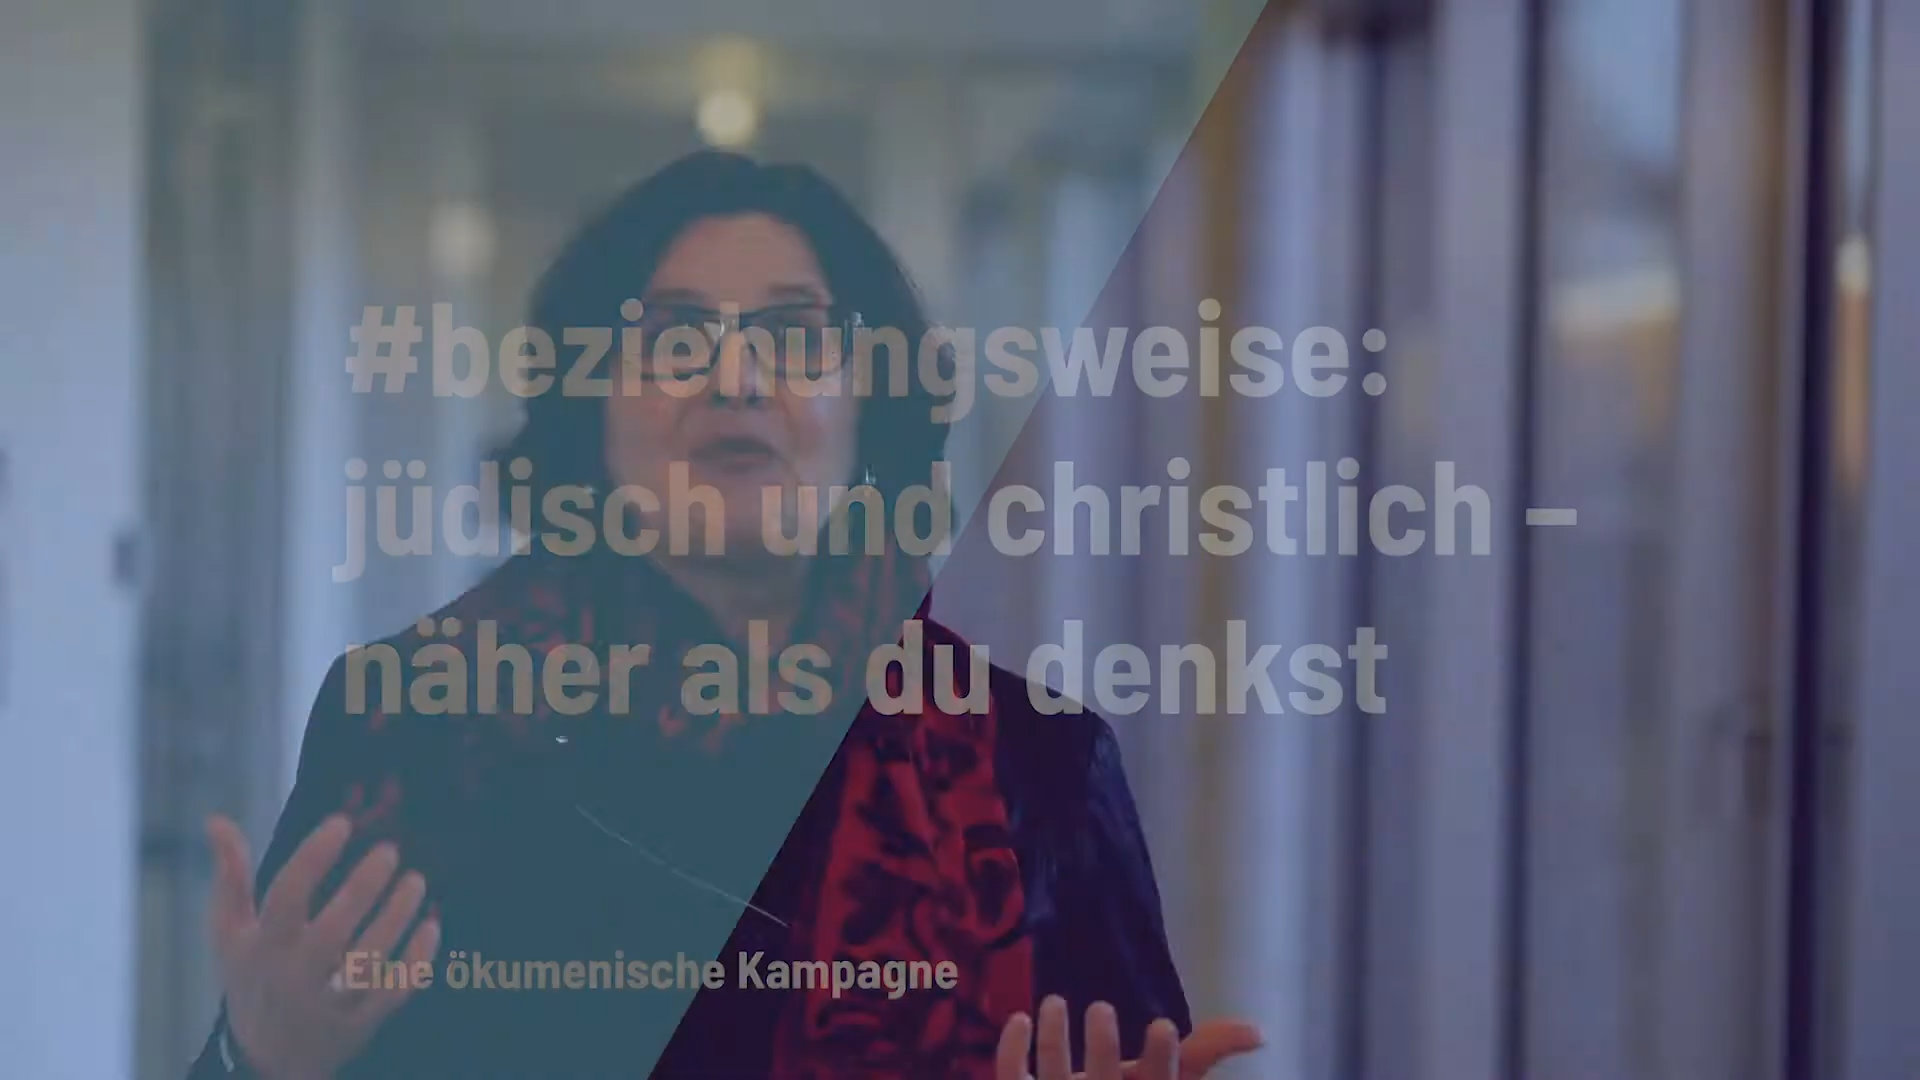 #beziehungsweise:
jüdisch und christlich –
näher als du denkst
Eine ökumenische Kampagne